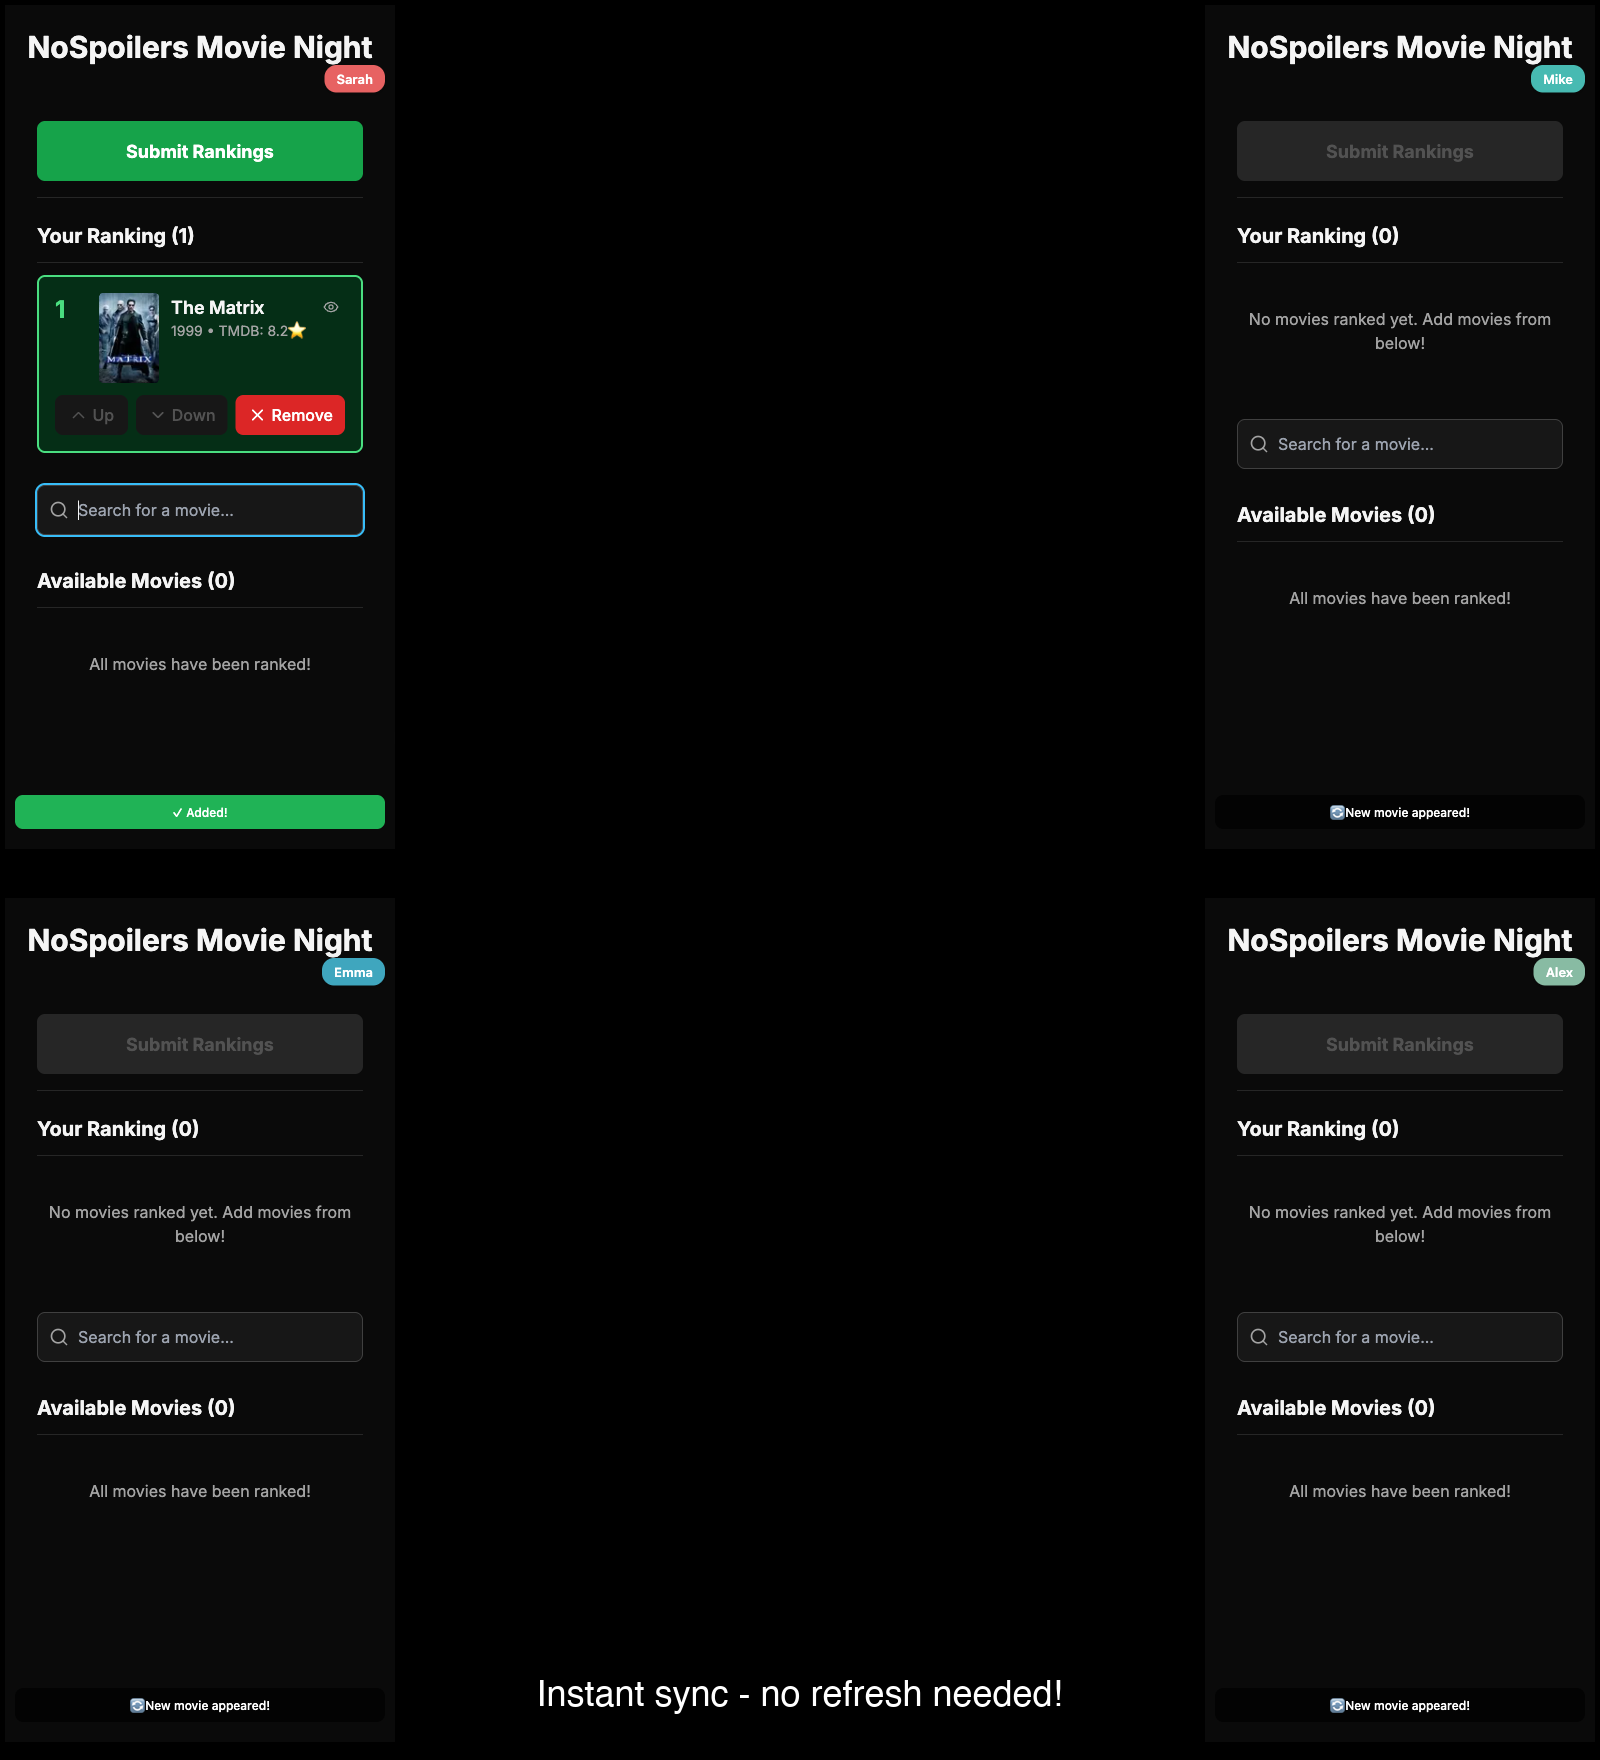 NoSpoilers Movie Night
Sarah
Submit Rankings
Your Ranking (1)
1
The Matrix
1999 • TMDB: 8.2⭐
MATRIX
Up
Down
Remove
Search for a movie...
Available Movies (0)
All movies have been ranked!
✓ Added!
NoSpoilers Movie Night
Mike
Submit Rankings
Your Ranking (0)
No movies ranked yet. Add movies from
below!
Search for a movie...
Available Movies (0)
All movies have been ranked!
🔄New movie appeared!
NoSpoilers Movie Night
Emma
Submit Rankings
Your Ranking (0)
No movies ranked yet. Add movies from
below!
Search for a movie...
Available Movies (0)
All movies have been ranked!
🔄New movie appeared!
NoSpoilers Movie Night
Alex
Submit Rankings
Your Ranking (0)
No movies ranked yet. Add movies from
below!
Search for a movie...
Available Movies (0)
All movies have been ranked!
🔄New movie appeared!
Instant sync - no refresh needed!